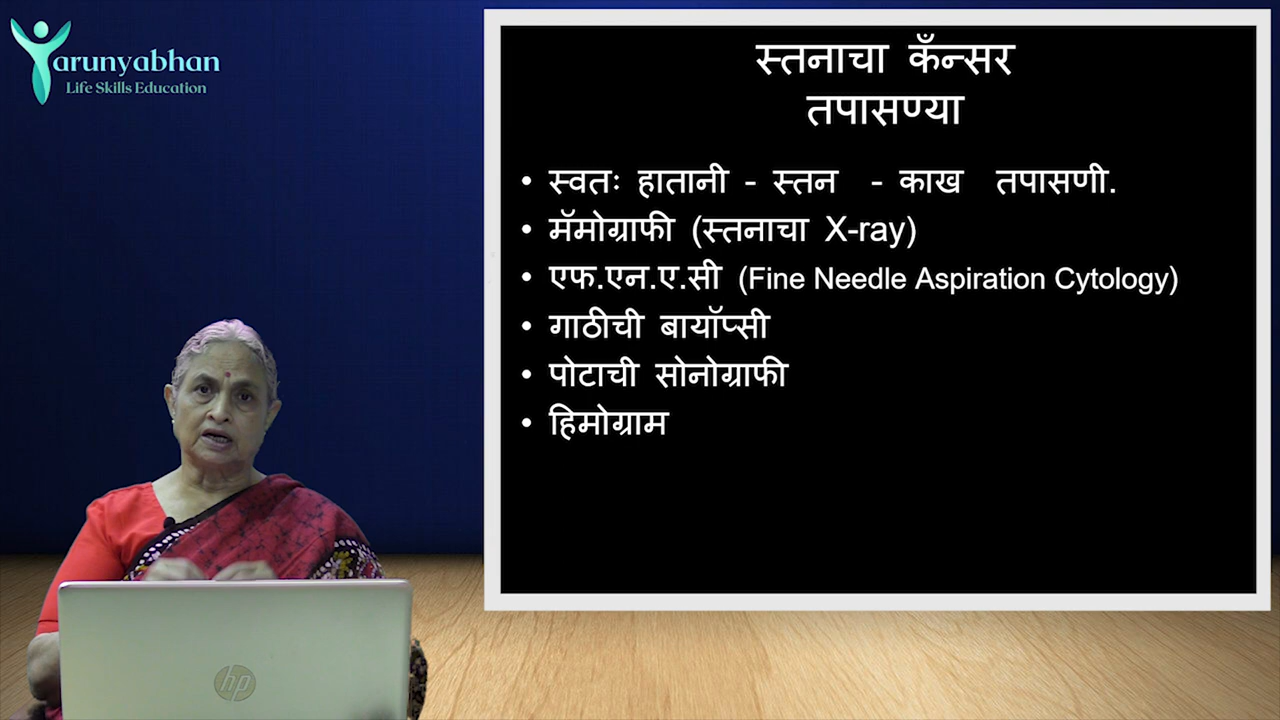 Tarunyabhan
Life Skills Education
स्तनाचा कॅंन्सर
तपासण्या
• स्वतः हातानी - स्तन - काख तपासणी.
• मॅमोग्राफी (स्तनाचा X-ray)
• एफ.एन.ए.सी (Fine Needle Aspiration Cytology)
• गाठीची बायॉप्सी
• पोटाची सोनोग्राफी
• हिमोग्राम
hp